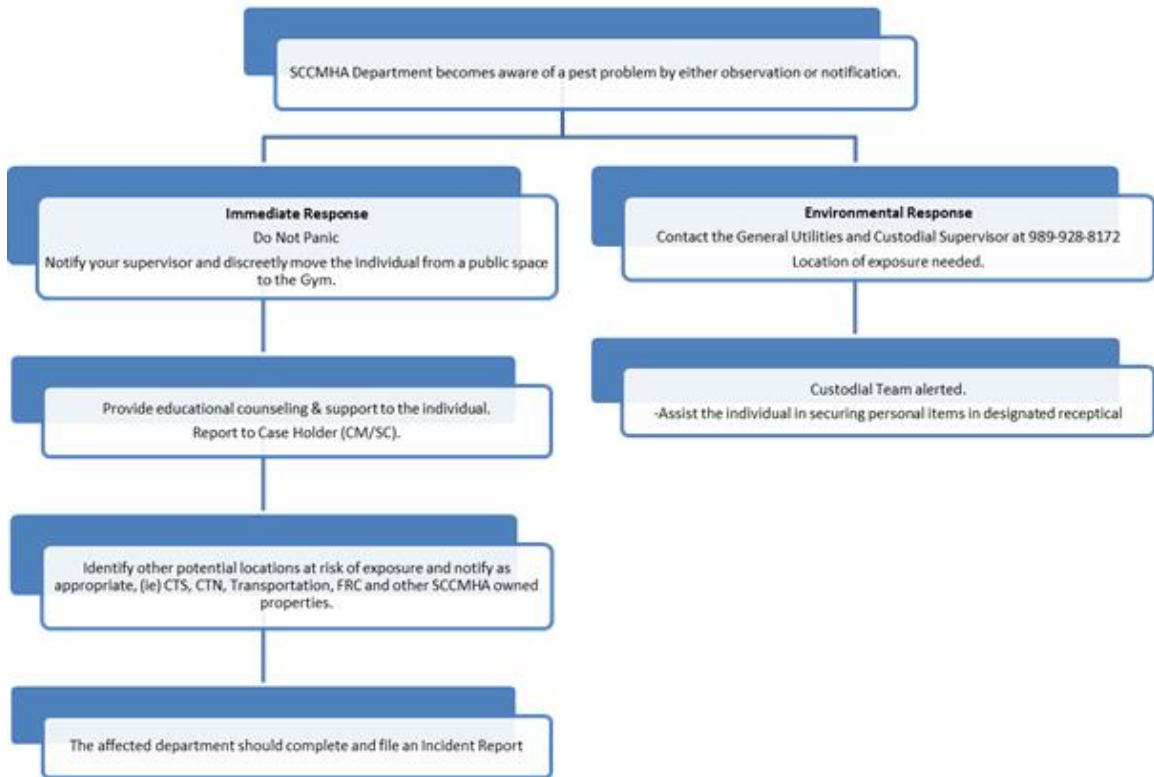 SCCMHA Department becomes aware of a pest problem by either observation or notification.
Immediate Response
Do Not Panic
Notify your supervisor and discreetly move the individual from a public space
to the Gym.
Provide educational counseling & support to the individual.
Report to Case Holder (CM/SC).
Identify other potential locations at risk of exposure and notify as
appropriate, (ie) CTS, CTN, Transportation, FRC and other SCCMHA owned
properties.
The affected department should complete and file an Incident Report
Environmental Response
Contact the General Utilities and Custodial Supervisor at 989-928-8172
Location of exposure needed.
Custodial Team alerted.
-Assist the individual in securing personal items in designated receptical